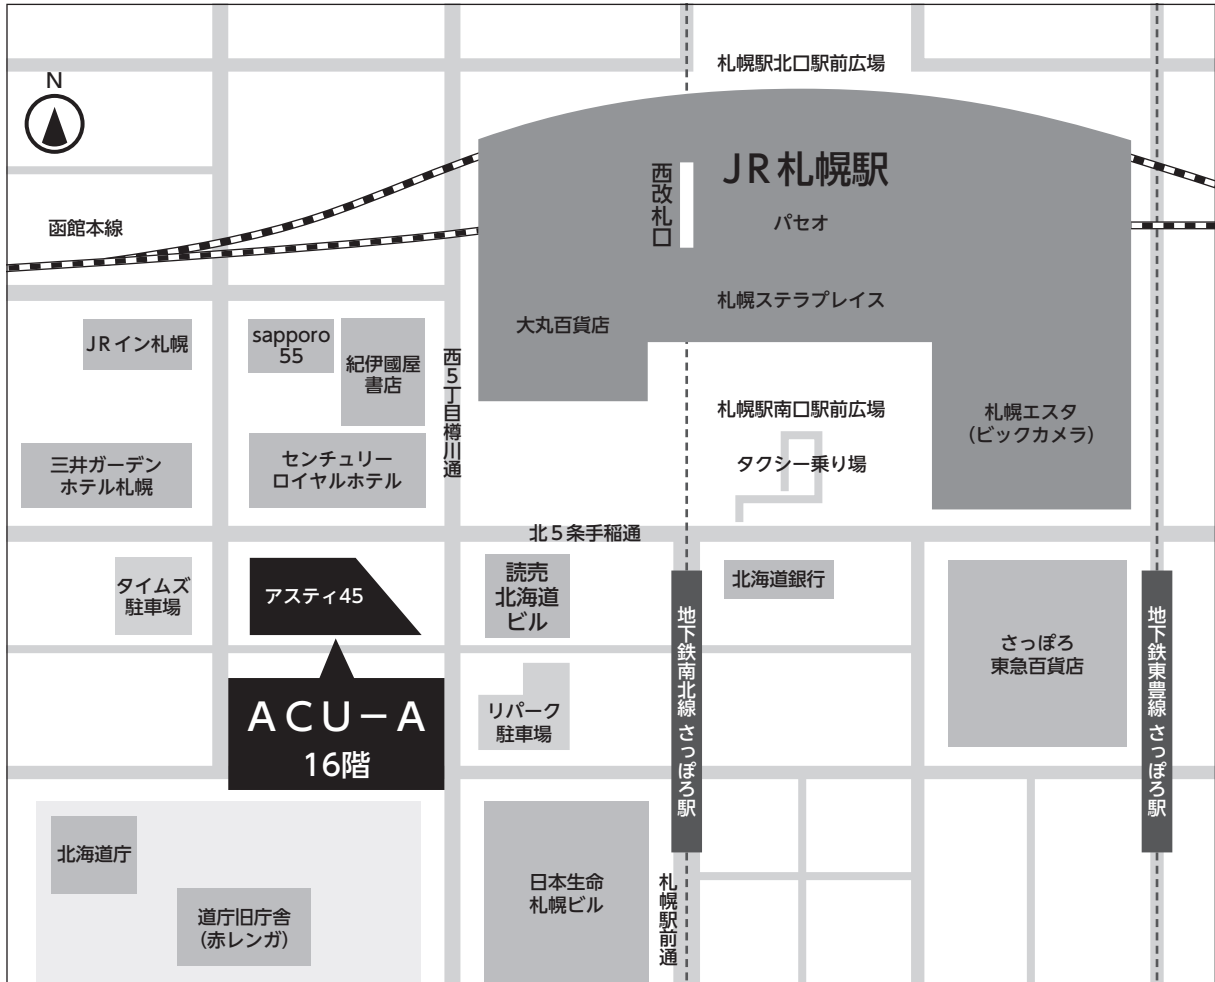 札幌駅北口駅前広場
N
JR札幌駅
西改札口
パセオ
函館本線
札幌ステラプレイス
大丸百貨店
JRイン札幌
sapporo
55
紀伊國屋
書店
西5丁目樽川通
札幌駅南口駅前広場
札幌エスタ
(ビックカメラ)
タクシー乗り場
三井ガーデン
ホテル札幌
センチュリー
ロイヤルホテル
北5条手稲通
タイムズ
駐車場
アスティ45
読売
北海道
ビル
北海道銀行
地下鉄南北線 さっぽろ駅
さっぽろ
東急百貨店
地下鉄東豊線 さっぽろ駅
ACU−A
16階
リパーク
駐車場
北海道庁
道庁旧庁舎
(赤レンガ)
日本生命
札幌ビル
札幌駅前通